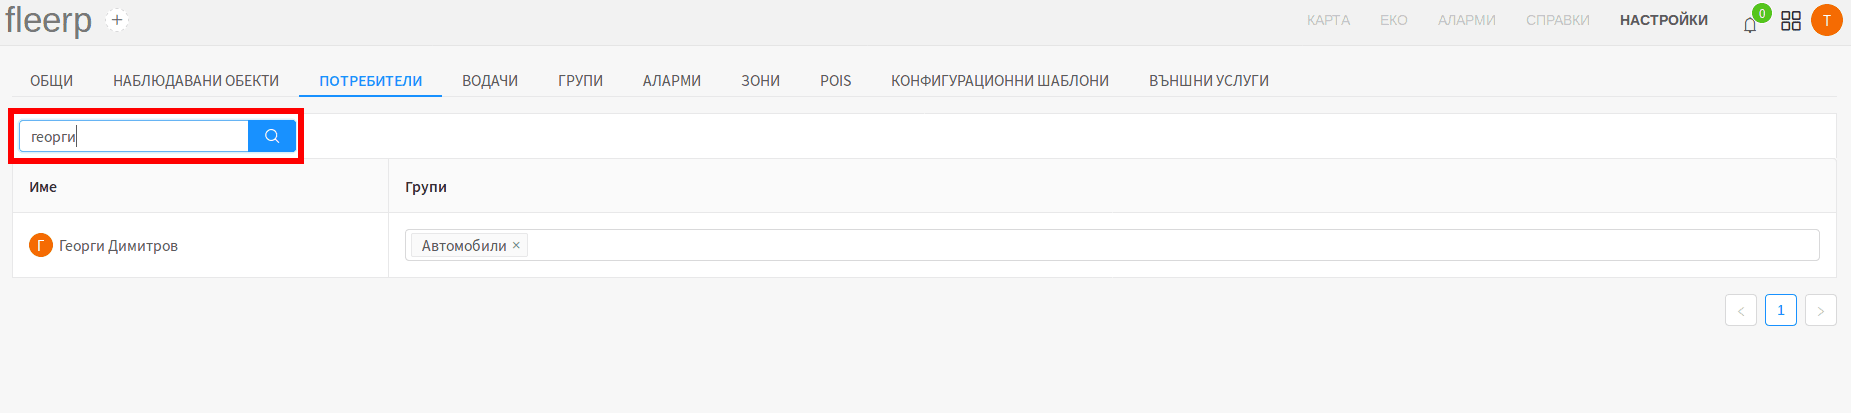 fleerp +
КАРТА ЕКО АЛАРМИ СПРАВКИ НАСТРОЙКИ 0 T
ОБЩИ НАБЛЮДАВАНИ ОБЕКТИ ПОТРЕБИТЕЛИ ВОДАЧИ ГРУПИ АЛАРМИ ЗОНИ POIS КОНФИГУРАЦИОННИ ШАБЛОНИ ВЪНШНИ УСЛУГИ
георги
Име Групи
Г Георги Димитров Автомобили ×
< 1 >